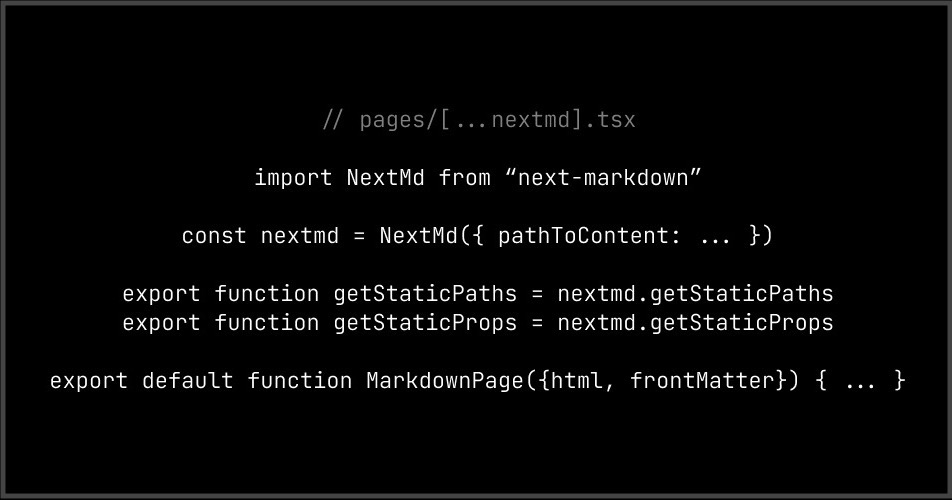 // pages/[...nextmd].tsx
import NextMd from “next-markdown”
const nextmd = NextMd({ pathToContent: ... })
export function getStaticPaths = nextmd.getStaticPaths
export function getStaticProps = nextmd.getStaticProps
export default function MarkdownPage({html, frontMatter}) { ... }